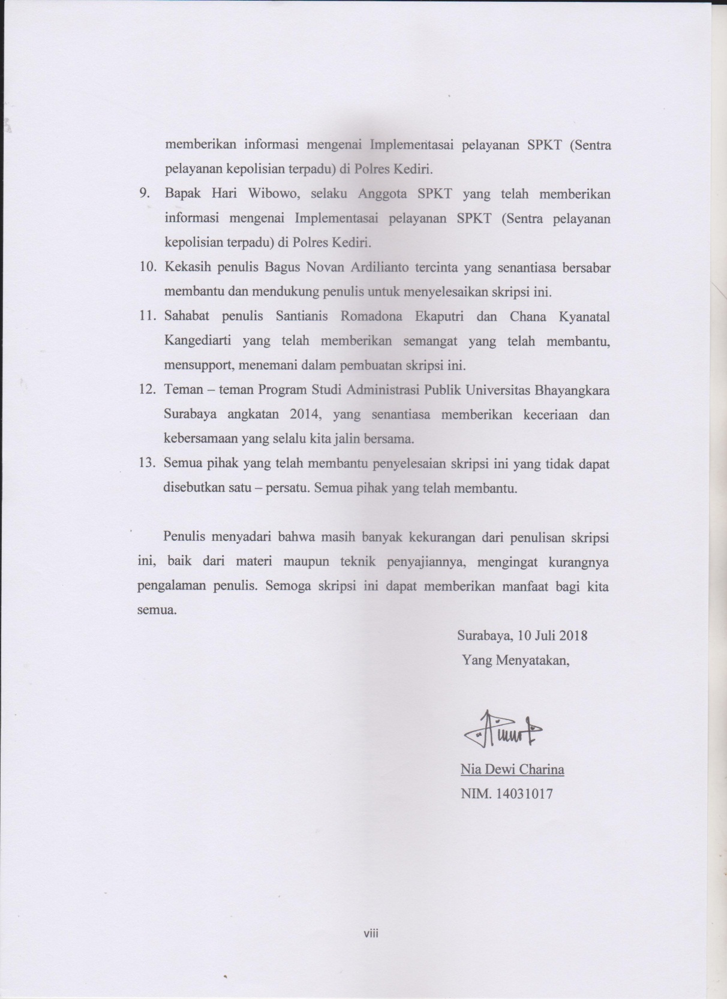 memberikan informasi mengenai Implementasai pelayanan SPKT (Sentra
pelayanan kepolisian terpadu) di Polres Kediri.
9. Bapak Hari Wibowo, selaku Anggota SPKT yang telah memberikan
informasi mengenai Implementasai pelayanan SPKT (Sentra pelayanan
kepolisian terpadu) di Polres Kediri.
10. Kekasih penulis Bagus Novan Ardilianto tercinta yang senantiasa bersabar
membantu dan mendukung penulis untuk menyelesaikan skripsi ini.
11. Sahabat penulis Santianis Romadona Ekaputri dan Chana Kyanatal
Kangediarti yang telah memberikan semangat yang telah membantu,
mensupport, menemani dalam pembuatan skripsi ini.
12. Teman – teman Program Studi Administrasi Publik Universitas Bhayangkara
Surabaya angkatan 2014, yang senantiasa memberikan keceriaan dan
kebersamaan yang selalu kita jalin bersama.
13. Semua pihak yang telah membantu penyelesaian skripsi ini yang tidak dapat
disebutkan satu – persatu. Semua pihak yang telah membantu.
Penulis menyadari bahwa masih banyak kekurangan dari penulisan skripsi
ini, baik dari materi maupun teknik penyajiannya, mengingat kurangnya
pengalaman penulis. Semoga skripsi ini dapat memberikan manfaat bagi kita
semua.
Surabaya, 10 Juli 2018
Yang Menyatakan,
Nia Dewi Charina
NIM. 14031017
viii